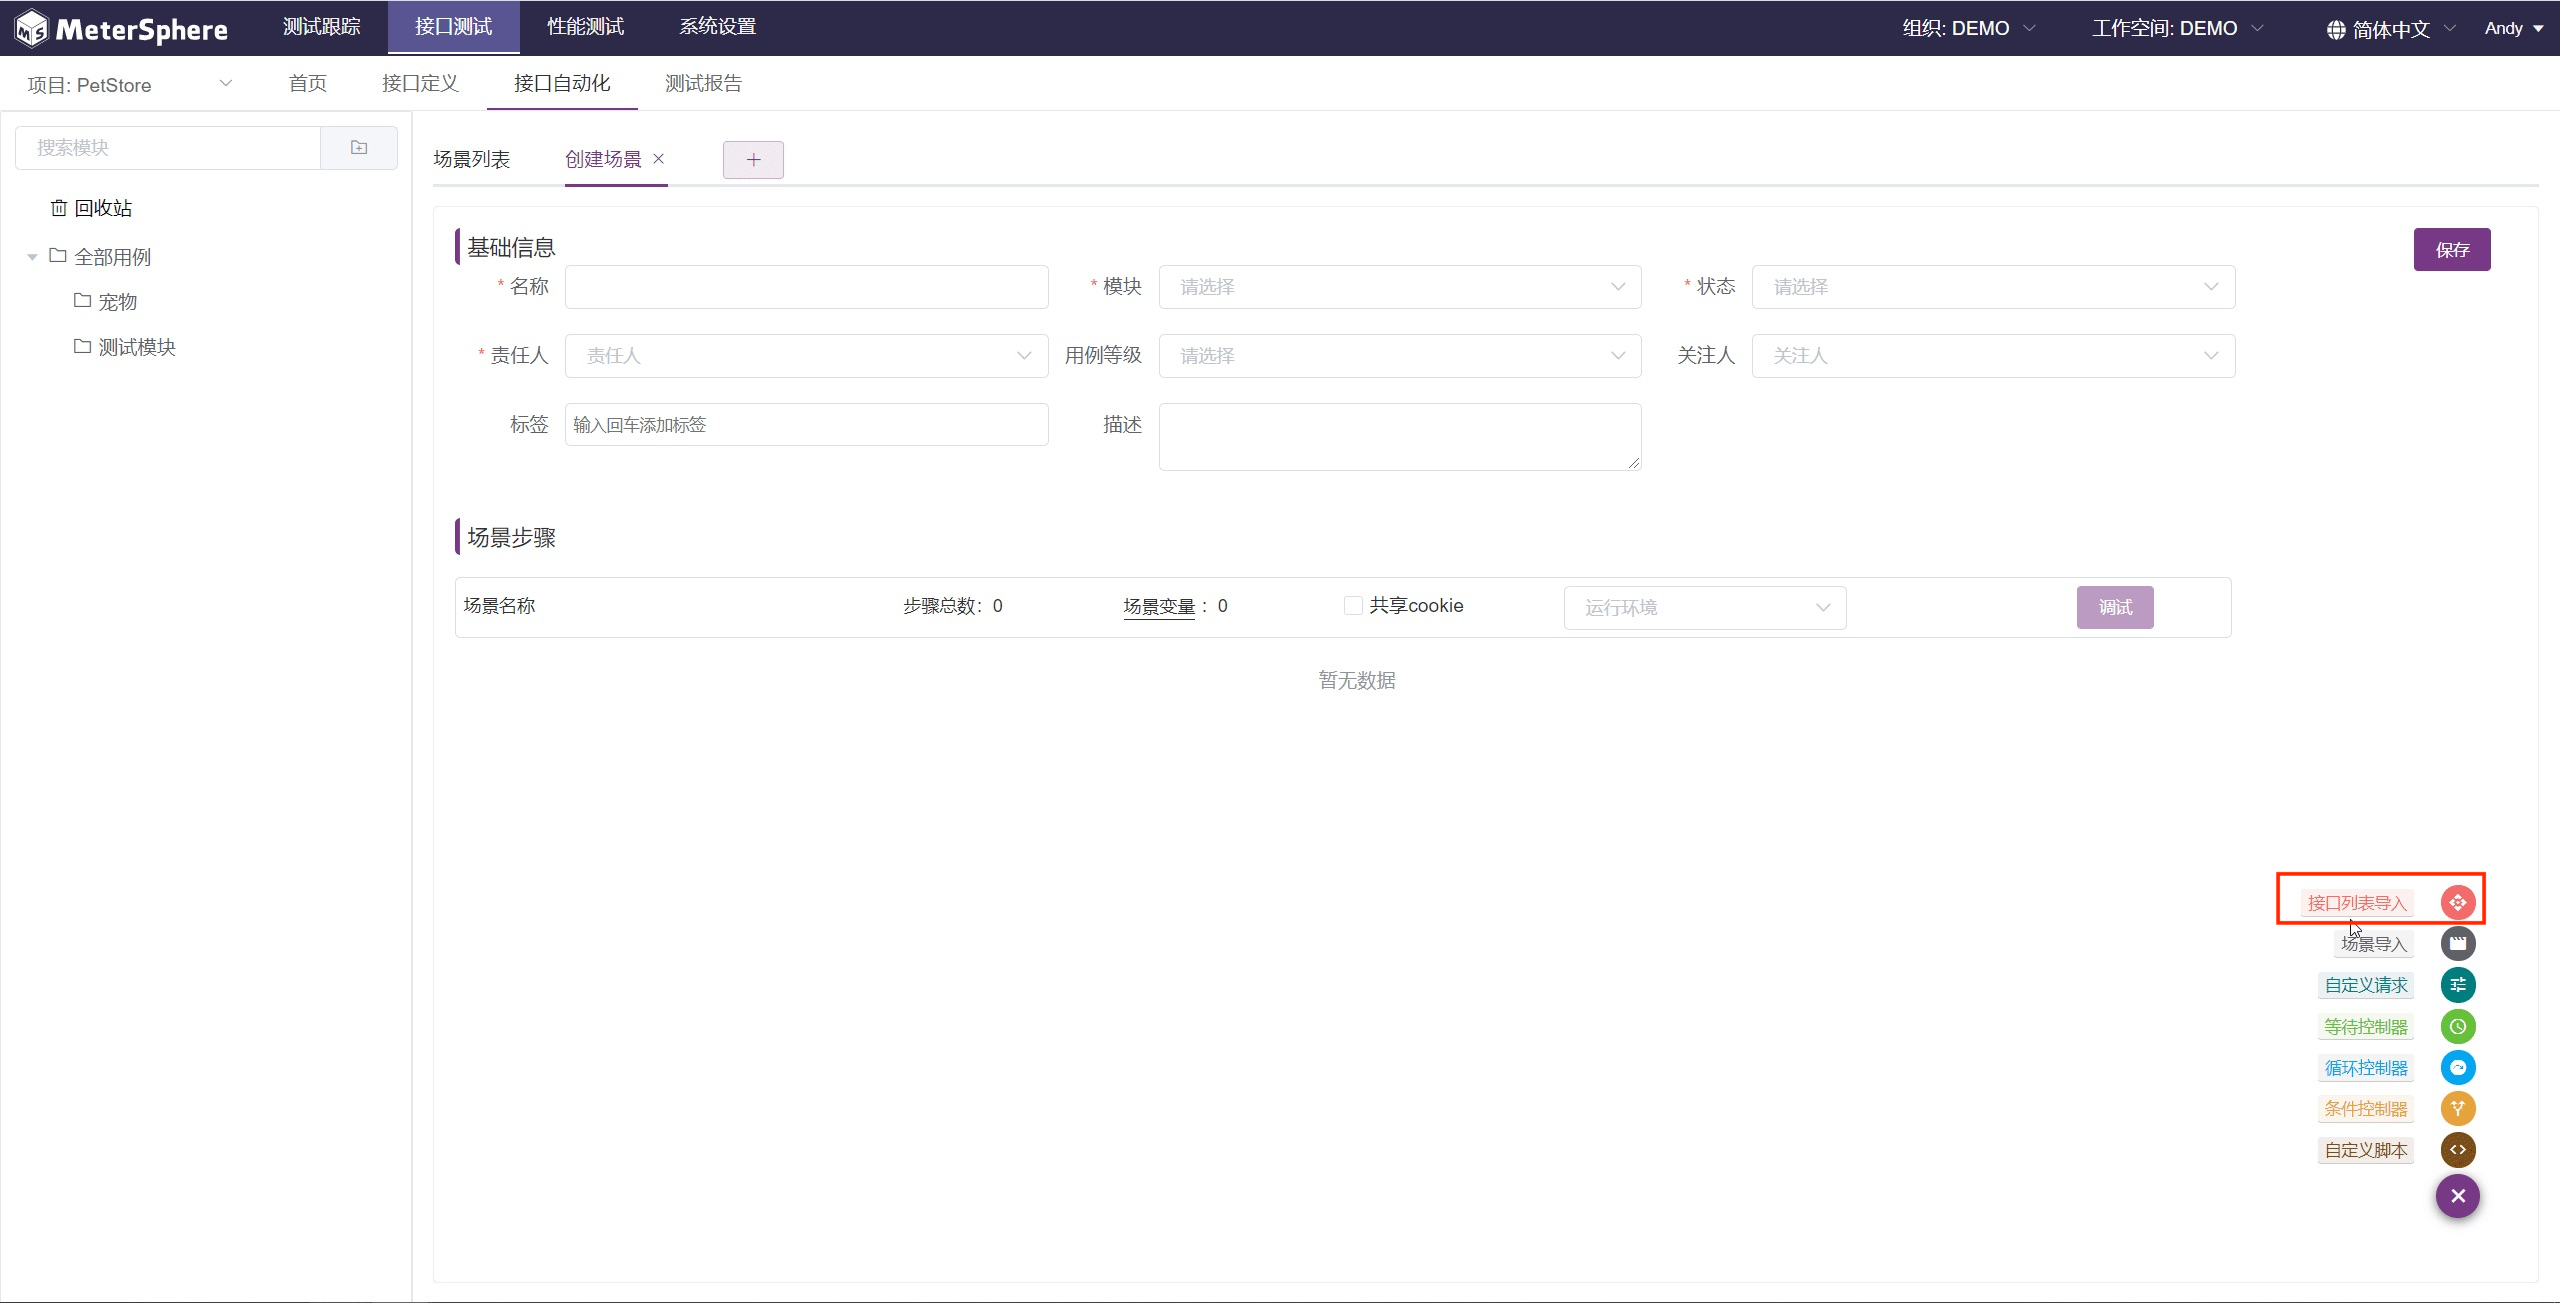 MeterSphere 测试跟踪 接口测试 性能测试 系统设置 组织: DEMO 工作空间: DEMO 简体中文 Andy
项目: PetStore 首页 接口定义 接口自动化 测试报告
搜索模块
回收站
全部用例
宠物
测试模块
场景列表 创建场景
基础信息 保存
* 名称 * 模块 请选择 * 状态 请选择
* 责任人 责任人 用例等级 请选择 关注人 关注人
标签 输入回车添加标签 描述
场景步骤
场景名称 步骤总数：0 场景变量：0 共享cookie 运行环境 调试
暂无数据
接口列表导入
场景导入
自定义请求
等待控制器
循环控制器
条件控制器
自定义脚本